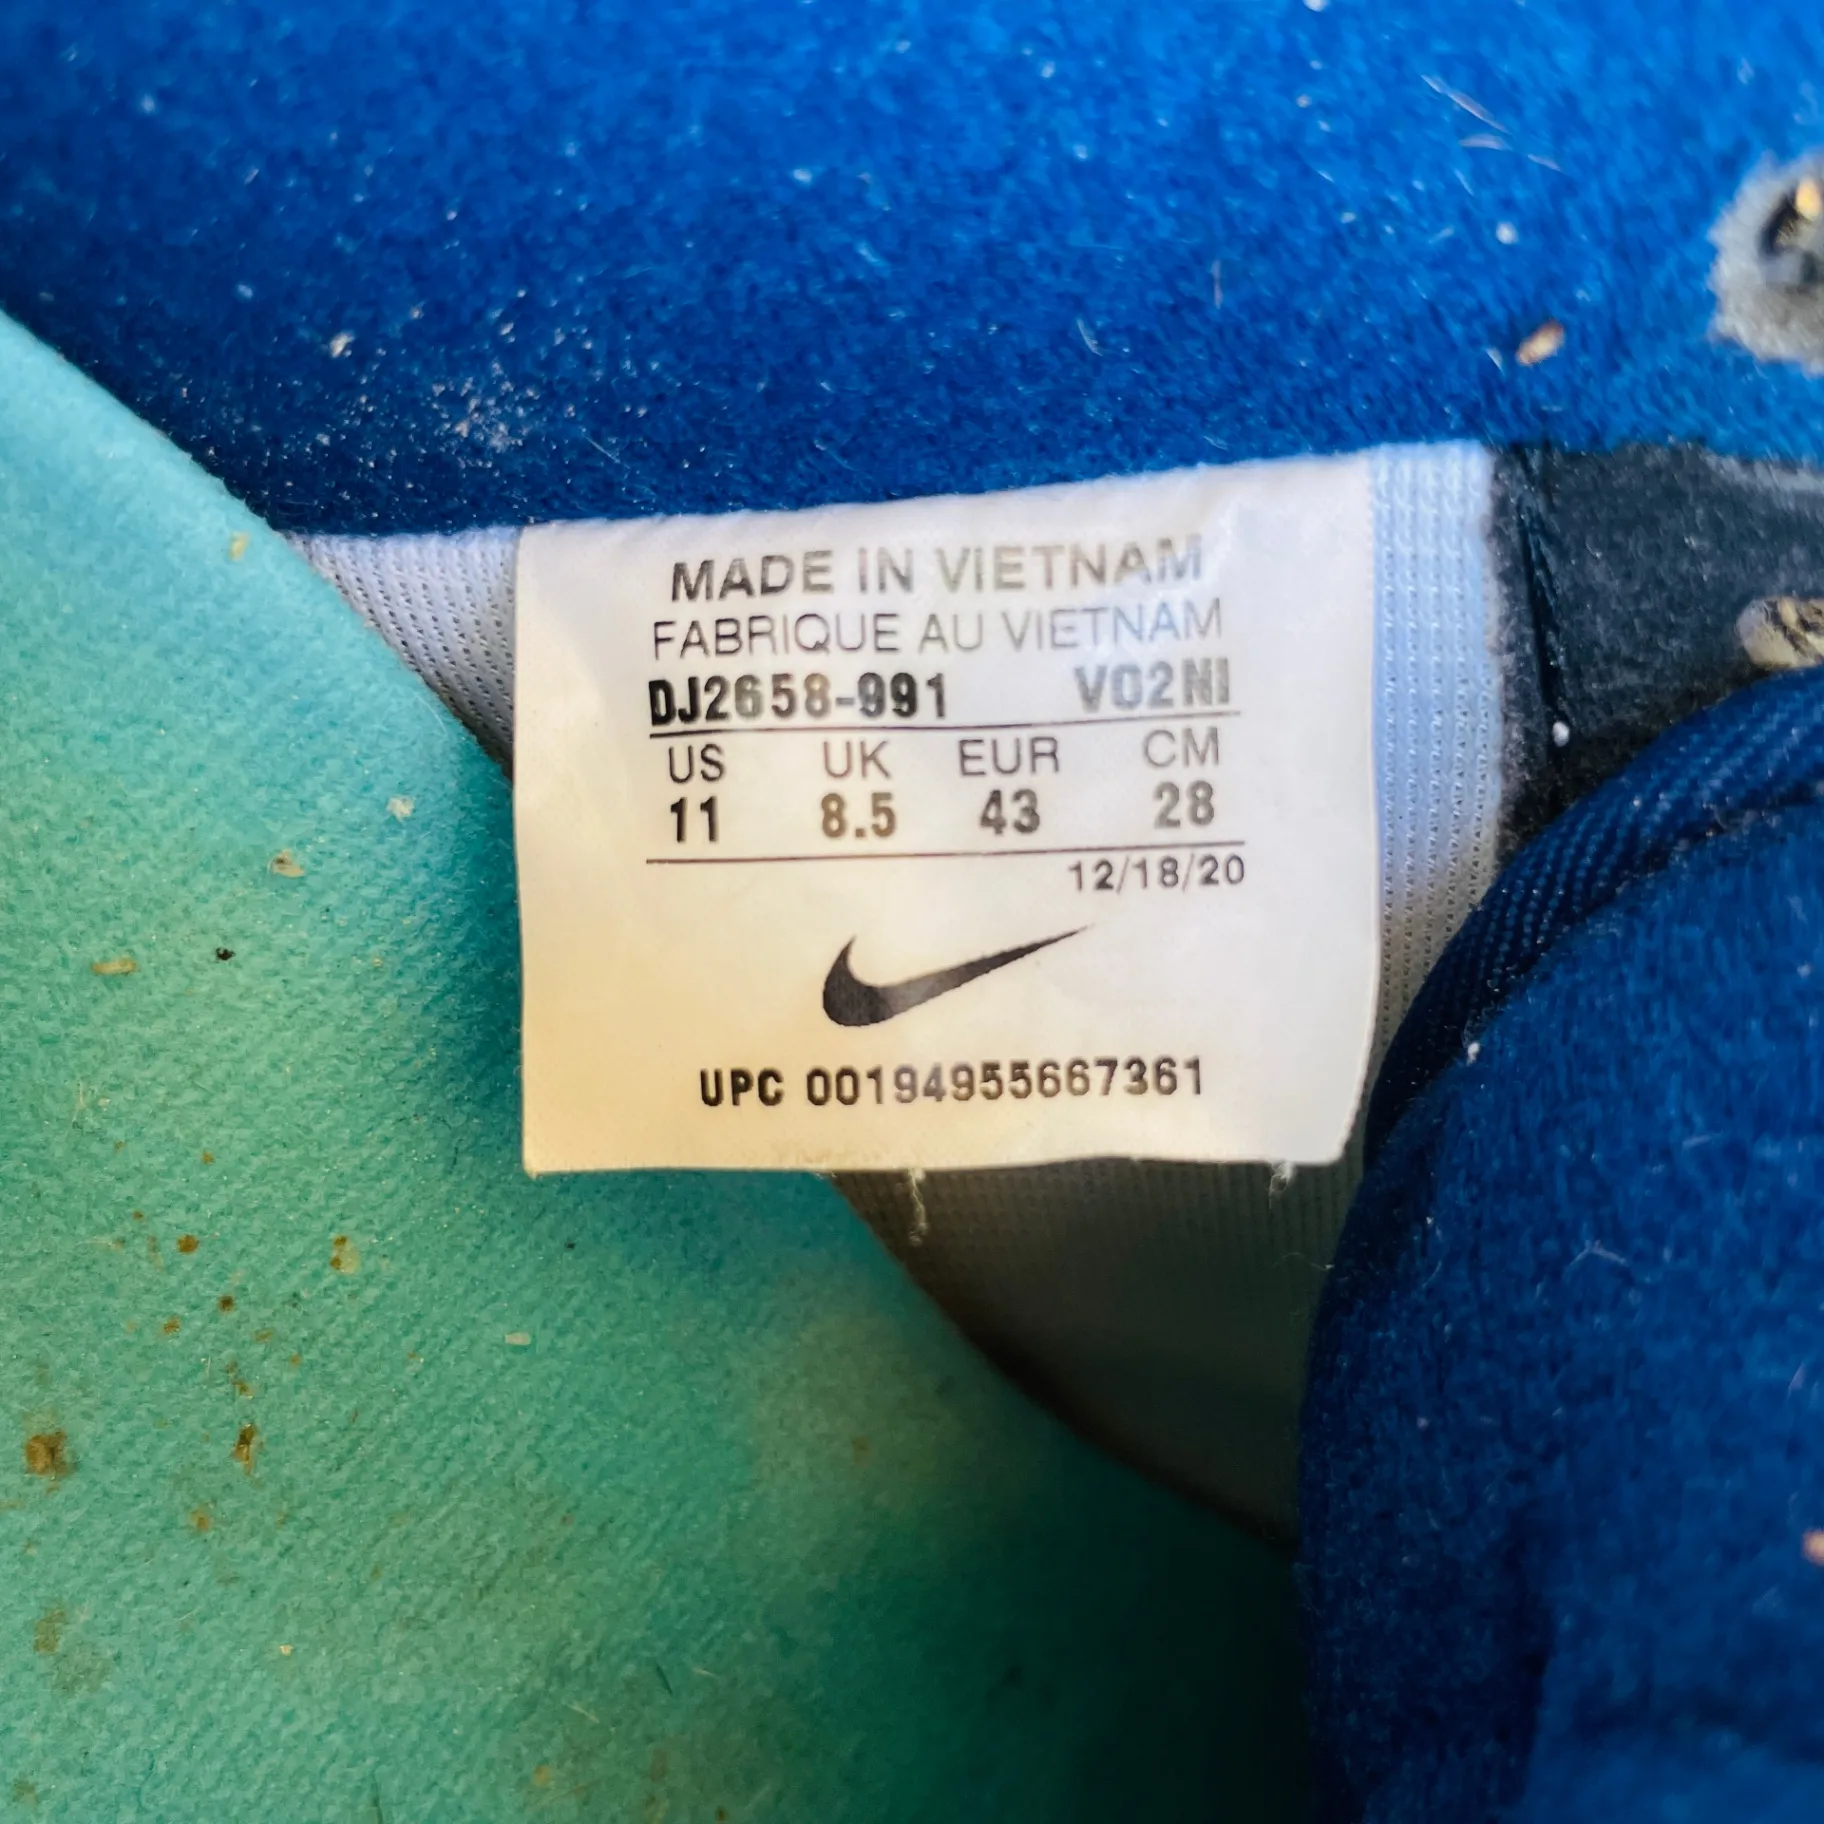 MADE IN VIETNAM
FABRIQUE AU VIETNAM
DJ2658-991 VO2NI
US UK EUR CM
11 8.5 43 28
12/18/20
UPC 00194955667361